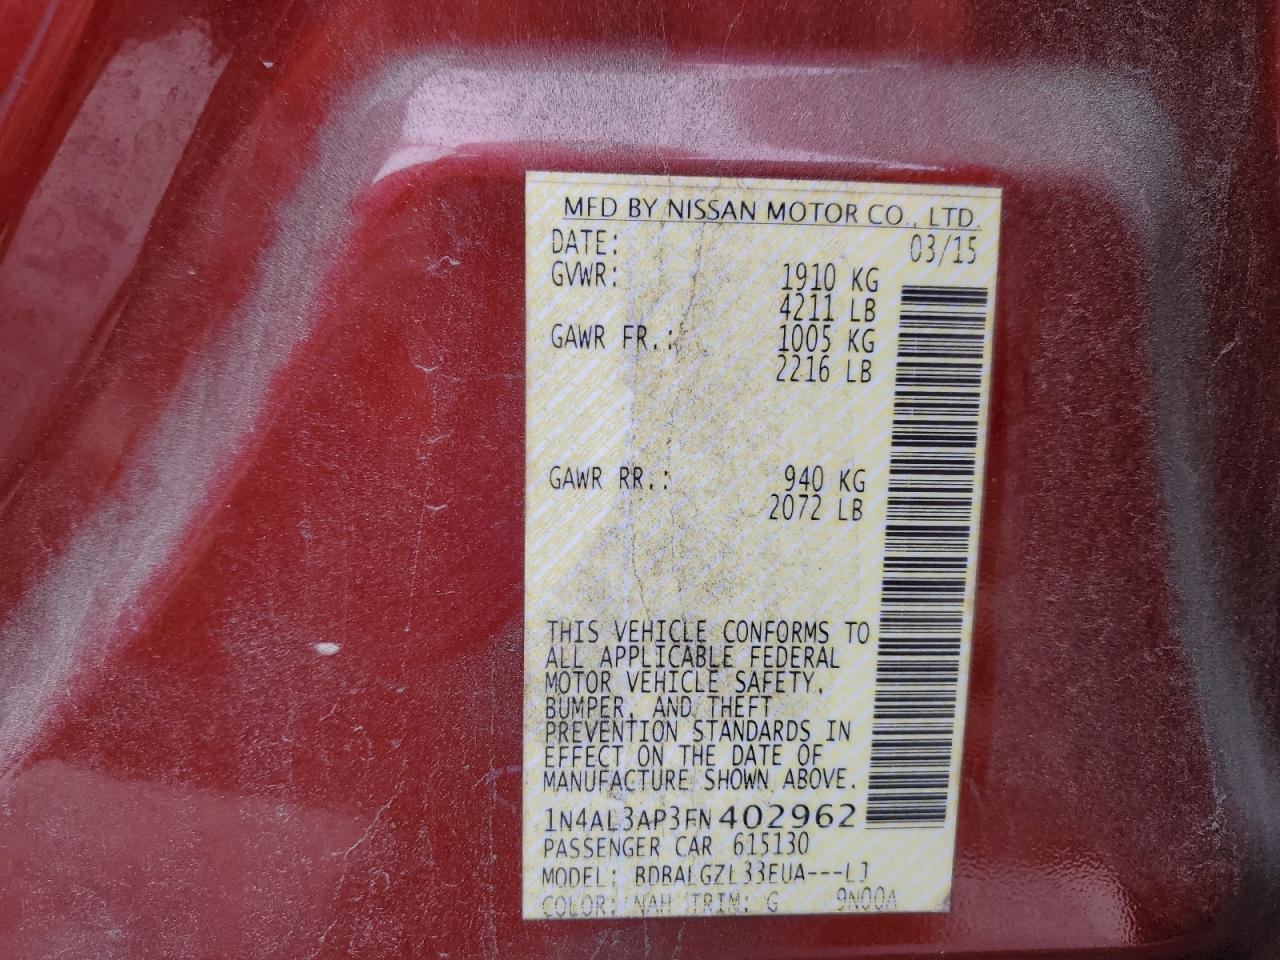 MFD BY NISSAN MOTOR CO., LTD.
DATE: 03/15
GVWR: 1910 KG
4211 LB
GAWR FR.: 1005 KG
2216 LB
GAWR RR.: 940 KG
2072 LB
THIS VEHICLE CONFORMS TO
ALL APPLICABLE FEDERAL
MOTOR VEHICLE SAFETY,
BUMPER, AND THEFT
PREVENTION STANDARDS IN
EFFECT ON THE DATE OF
MANUFACTURE SHOWN ABOVE.
1N4AL3AP3FN402962
PASSENGER CAR 615130
MODEL: BDBALGZL33EUA---LJ
COLOR: NAH TRIM: G 9N00A